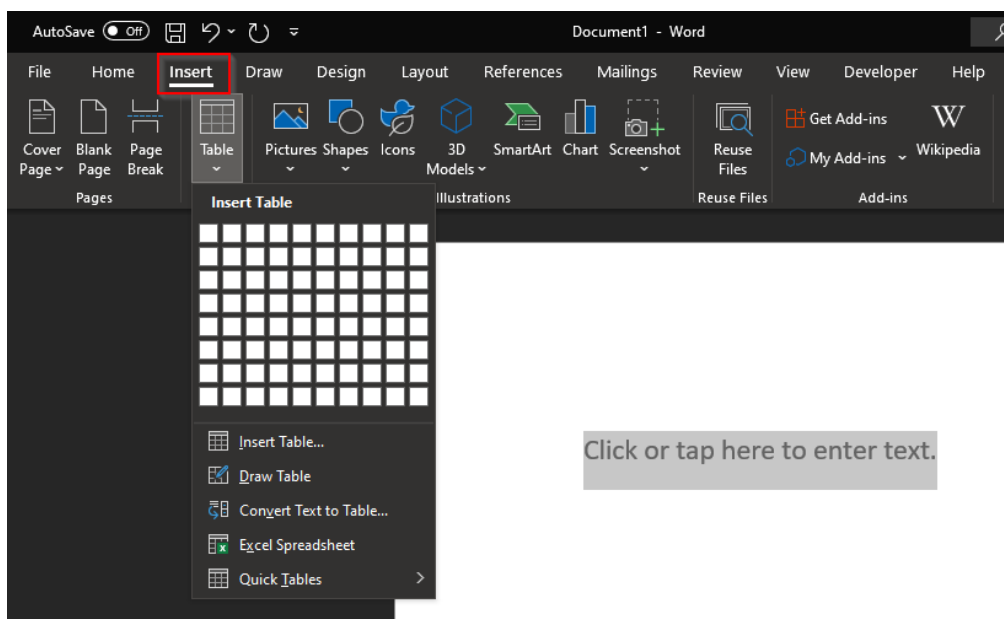 AutoSave Off Document1 - Word
File Home Insert Draw Design Layout References Mailings Review View Developer Help
Cover Page
Blank Page
Page Break
Table
Pictures
Shapes
Icons
3D Models
SmartArt
Chart
Screenshot
Reuse Files
Get Add-ins
My Add-ins
W
Wikipedia
Pages
Illustrations
Reuse Files
Add-ins
Insert Table
Insert Table...
Draw Table
Convert Text to Table...
Excel Spreadsheet
Quick Tables
Click or tap here to enter text.